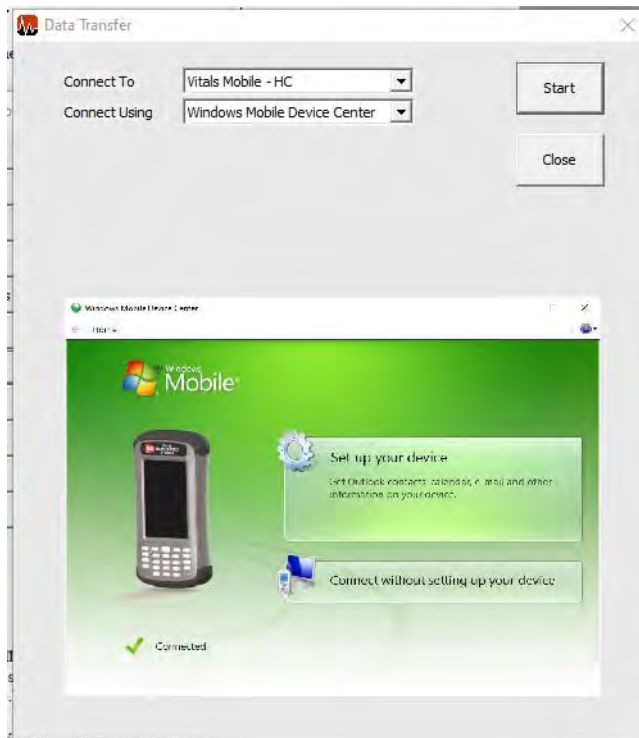 Data Transfer
Connect To
Vitals Mobile - HC
Start
Connect Using
Windows Mobile Device Center
Close
Windows Mobile Device Center
Home
Windows
Mobile
Set up your device
Get Outlook contacts, calendar, e-mail and other
information on your device.
Connect without setting up your device
Connected